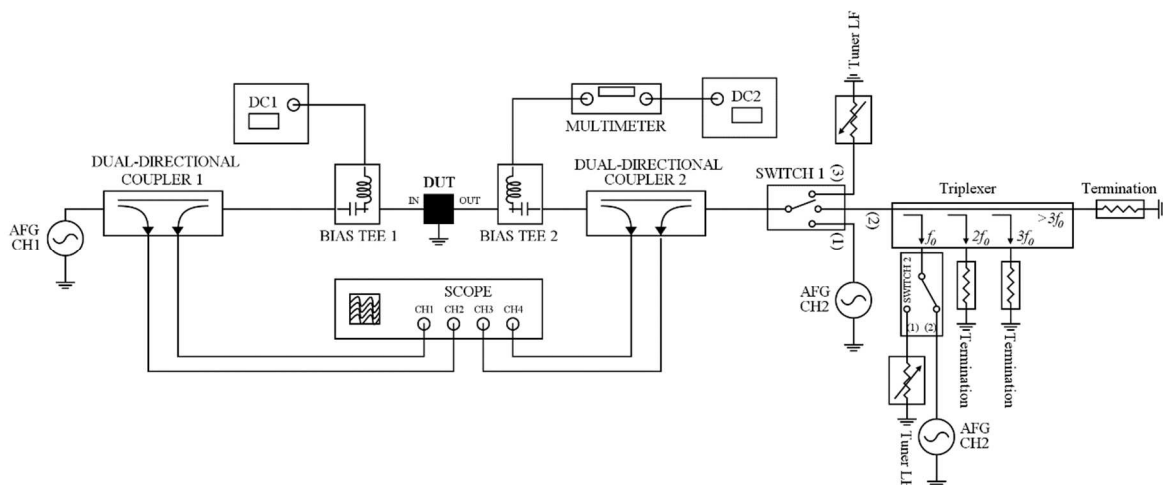 Tuner LF
DC1
DC2
MULTIMETER
DUAL-DIRECTIONAL
COUPLER 1
DUT
DUAL-DIRECTIONAL
COUPLER 2
SWITCH 1
(3)
Triplexer
Termination
IN
OUT
AFG
CH1
BIAS TEE 1
BIAS TEE 2
(2)
(1)
>3f0
f0
2f0
3f0
SCOPE
CH1
CH2
CH3
CH4
AFG
CH2
SWITCH 2
(1)
(2)
Termination
Termination
Tuner LF
AFG
CH2